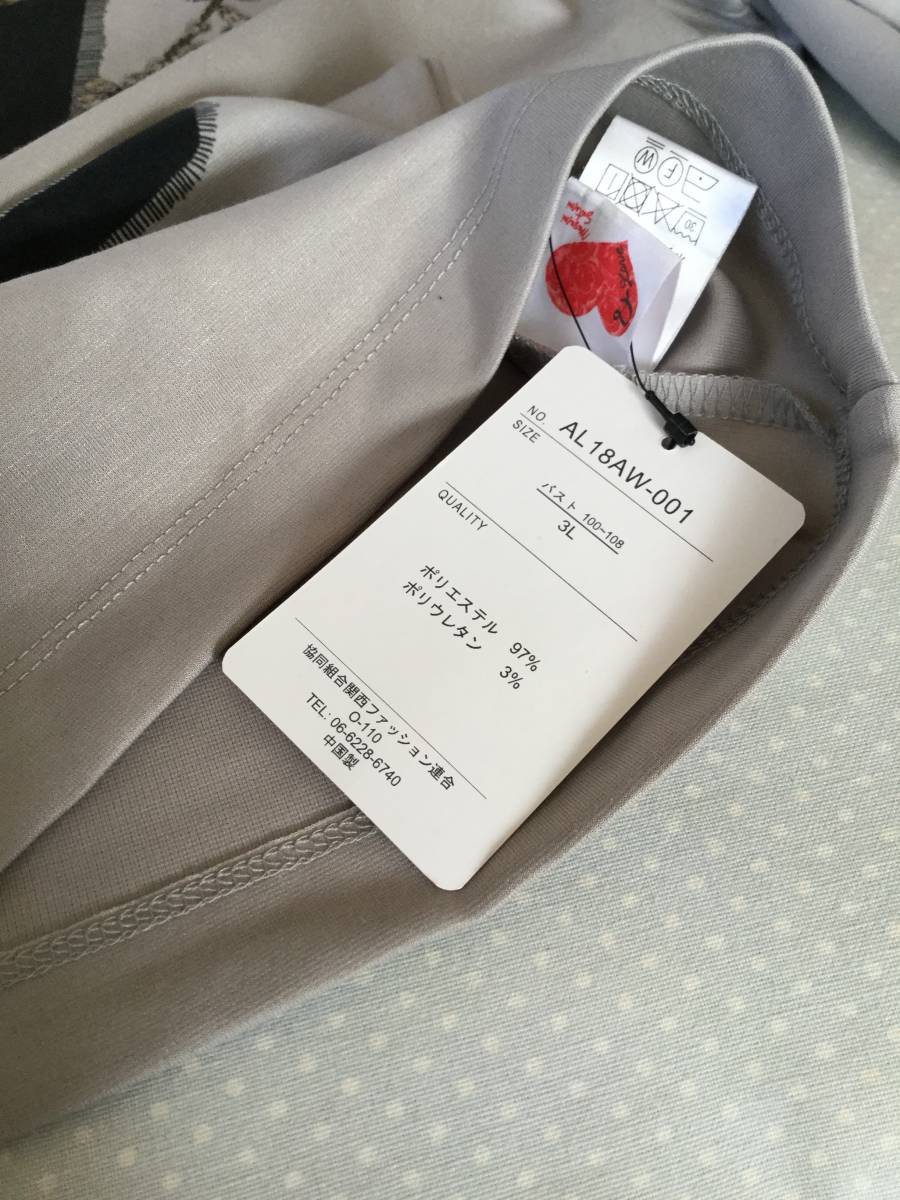 NO. AL18AW-001
SIZE
バスト 100-108
3L
QUALITY
ポリエステル 97%
ポリウレタン 3%
協同組合関西ファッション連合
O-110
TEL: 06-6228-6740
中国製
30
F
W